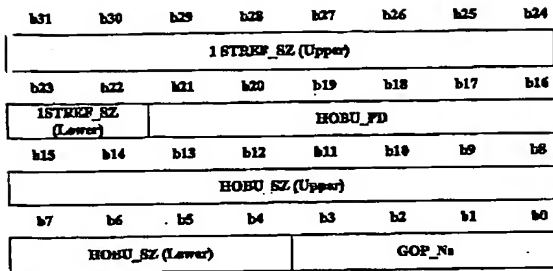 b31 b30 b29 b28 b27 b26 b25 b24
1 STREF_SZ (Upper)
b23 b22 b21 b20 b19 b18 b17 b16
1STREF_SZ HOBU_PD
(Lower)
b15 b14 b13 b12 b11 b10 b9 b8
HOBU_SZ (Upper)
b7 b6 b5 b4 b3 b2 b1 b0
HOBU_SZ (Lower) GOP_Ns